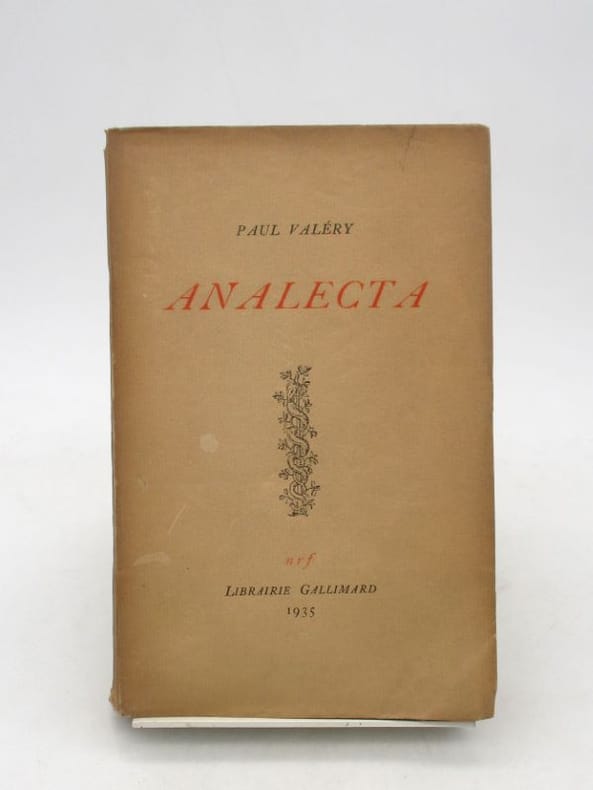 PAUL VALÉRY
ANALECTA
nrf
LIBRAIRIE GALLIMARD
1935